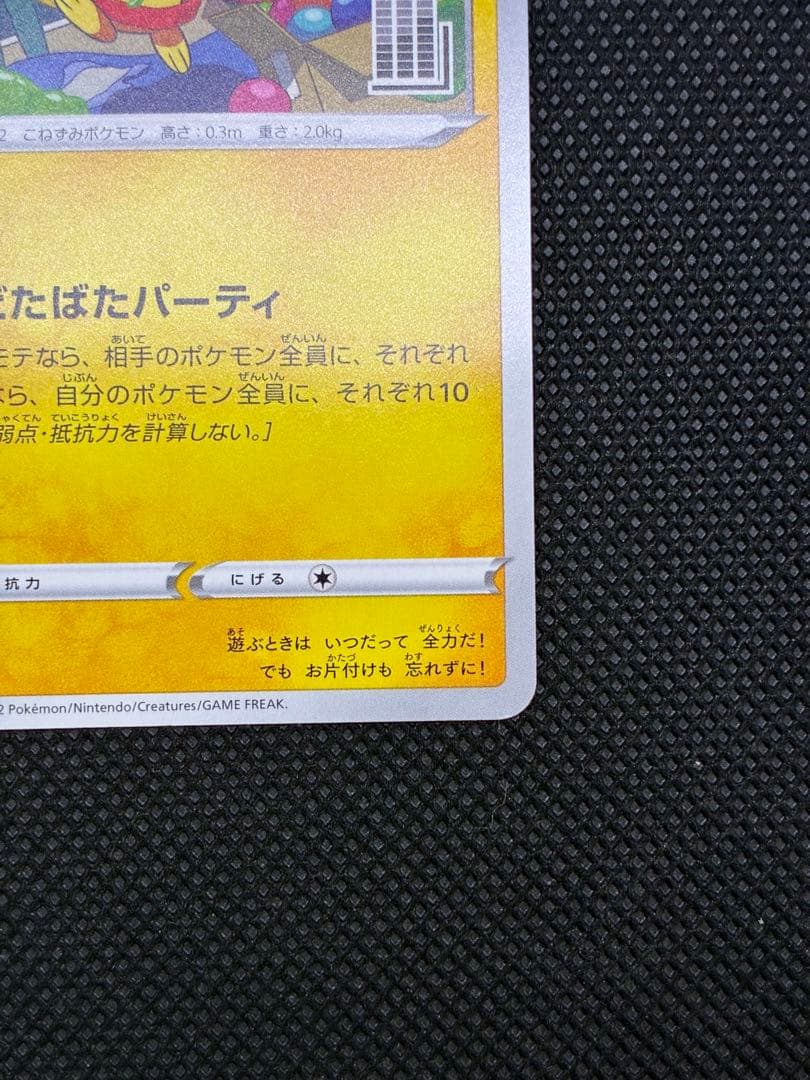 2 こねずみポケモン 高さ:0.3m 重さ:2.0kg
どたばたパーティ
モテなら、相手のポケモン全員に、それぞれ
なら、自分のポケモン全員に、それぞれ10
弱点・抵抗力を計算しない。]
抗力
にげる
遊ぶときは いつだって 全力だ!
でも お片付けも 忘れずに!
2 Pokémon/Nintendo/Creatures/GAME FREAK.